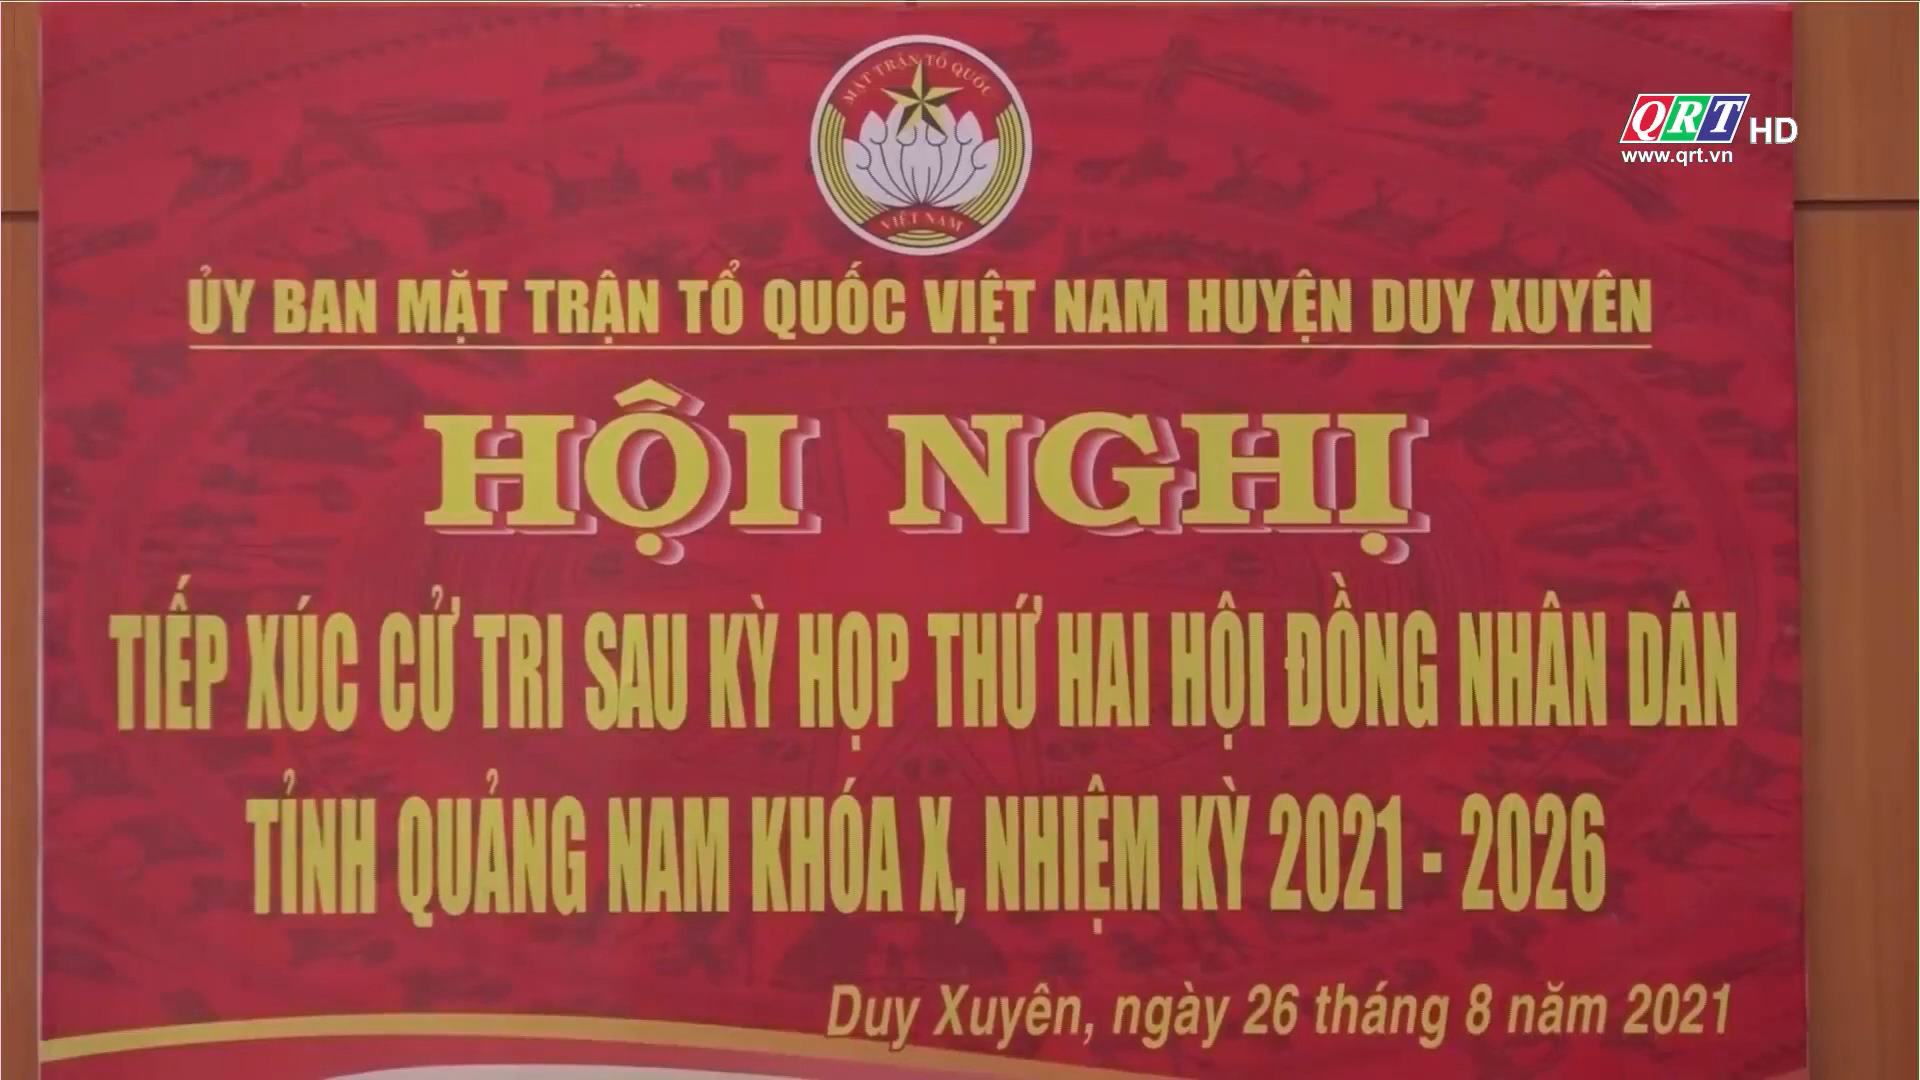 MẶT TRẬN TỔ QUỐC
VIỆT NAM
QRT HD
www.qrt.vn
ỦY BAN MẶT TRẬN TỔ QUỐC VIỆT NAM HUYỆN DUY XUYÊN
HỘI NGHỊ
TIẾP XÚC CỬ TRI SAU KỲ HỌP THỨ HAI HỘI ĐỒNG NHÂN DÂN
TỈNH QUẢNG NAM KHÓA X, NHIỆM KỲ 2021 - 2026
Duy Xuyên, ngày 26 tháng 8 năm 2021